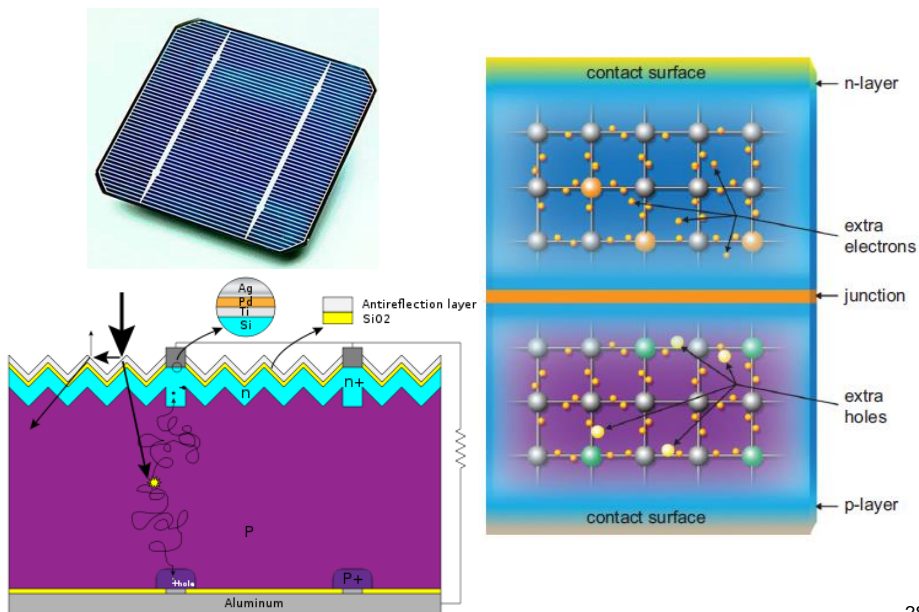 Ag
Pd
Ti
Si
Antireflection layer
SiO2
n
n+
P
hole
P+
Aluminum
contact surface
n-layer
extra
electrons
junction
extra
holes
p-layer
contact surface